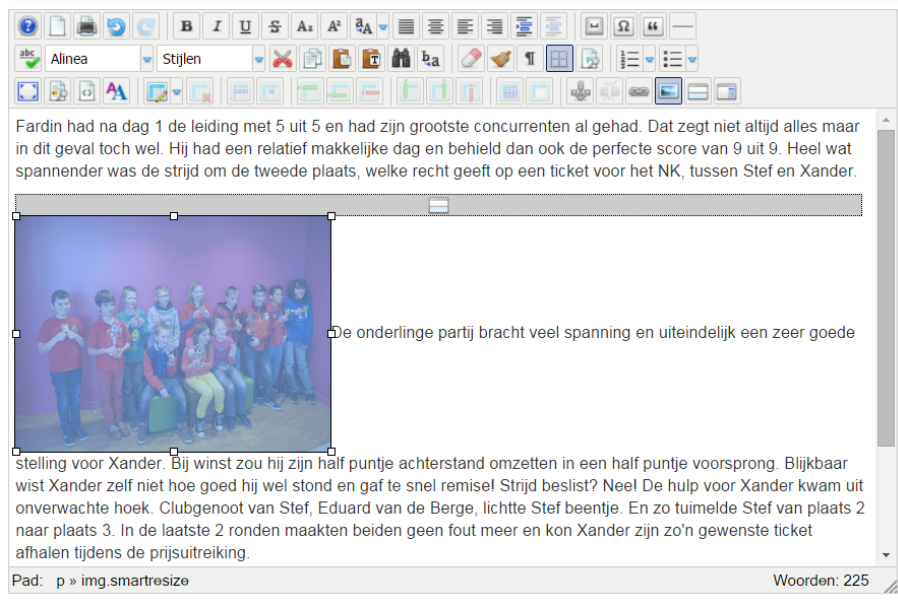 Alinea Stijlen
Fardin had na dag 1 de leiding met 5 uit 5 en had zijn grootste concurrenten al gehad. Dat zegt niet altijd alles maar
in dit geval toch wel. Hij had een relatief makkelijke dag en behield dan ook de perfecte score van 9 uit 9. Heel wat
spannender was de strijd om de tweede plaats, welke recht geeft op een ticket voor het NK, tussen Stef en Xander.
De onderlinge partij bracht veel spanning en uiteindelijk een zeer goede
stelling voor Xander. Bij winst zou hij zijn half puntje achterstand omzetten in een half puntje voorsprong. Blijkbaar
wist Xander zelf niet hoe goed hij wel stond en gaf te snel remise! Strijd beslist? Nee! De hulp voor Xander kwam uit
onverwachte hoek. Clubgenoot van Stef, Eduard van de Berge, lichtte Stef beentje. En zo tuimelde Stef van plaats 2
naar plaats 3. In de laatste 2 ronden maakten beiden geen fout meer en kon Xander zijn zo'n gewenste ticket
afhalen tijdens de prijsuitreiking.
Pad: p » img.smartresize Woorden: 225